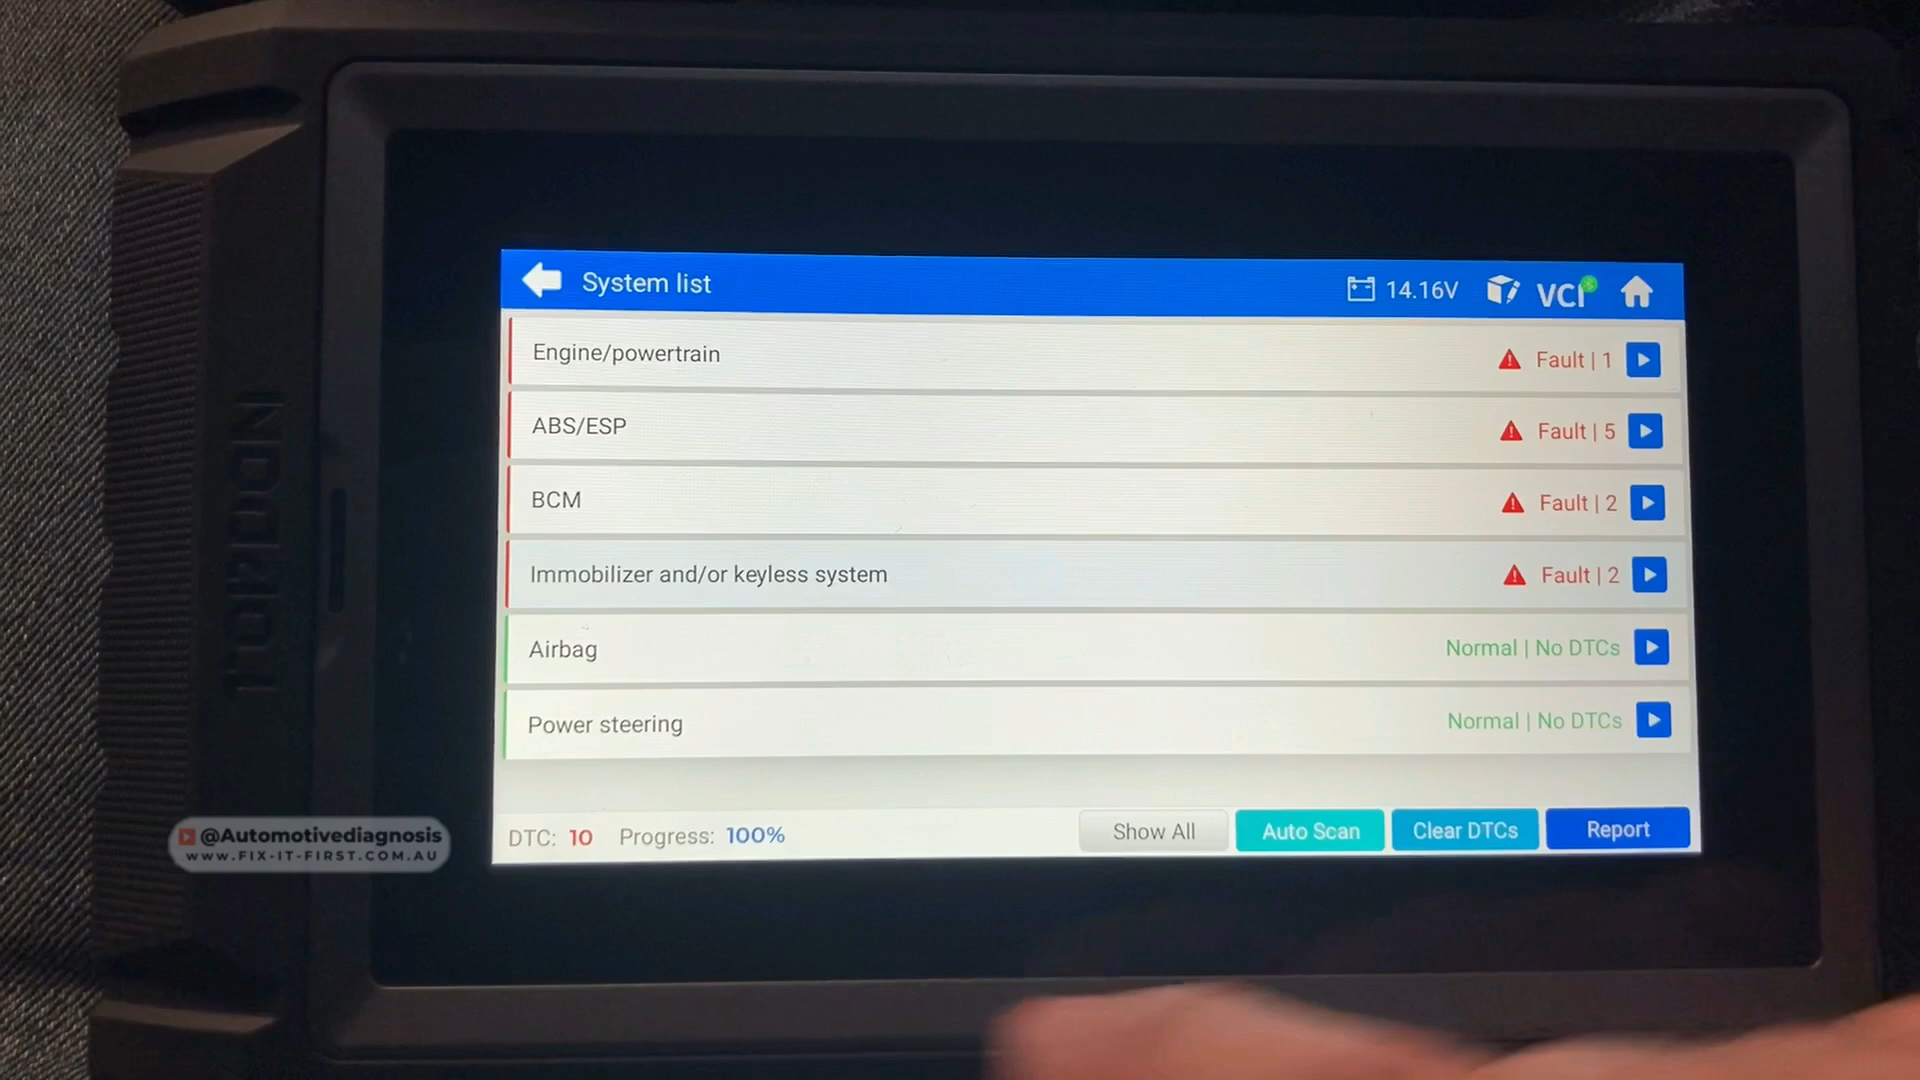 System list
14.16V
VCI
Engine/powertrain
Fault | 1
ABS/ESP
Fault | 5
BCM
Fault | 2
Immobilizer and/or keyless system
Fault | 2
Airbag
Normal | No DTCs
Power steering
Normal | No DTCs
DTC: 10 Progress: 100%
Show All
Auto Scan
Clear DTCs
Report
TOPDON
@Automotivediagnosis
WWW.FIX-IT-FIRST.COM.AU